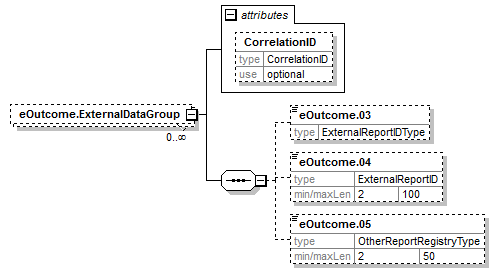 attributes
CorrelationID
type CorrelationID
use optional
eOutcome.ExternalDataGroup
0..∞
eOutcome.03
type ExternalReportIDType
eOutcome.04
type ExternalReportID
min/maxLen 2 100
eOutcome.05
type OtherReportRegistryType
min/maxLen 2 50